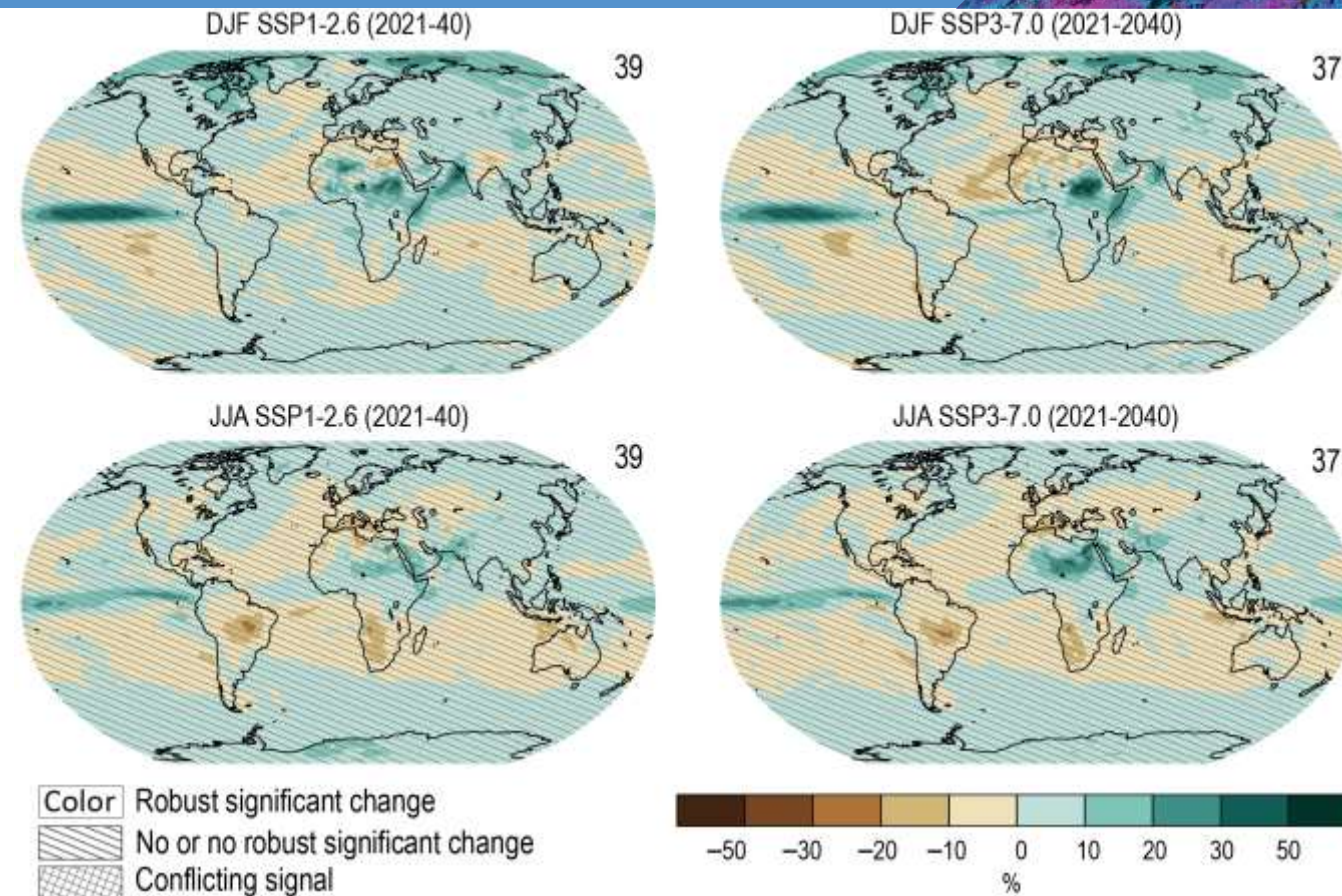 DJF SSP1-2.6 (2021-40)
39
DJF SSP3-7.0 (2021-2040)
37
JJA SSP1-2.6 (2021-40)
39
JJA SSP3-7.0 (2021-2040)
37
Color Robust significant change
No or no robust significant change
Conflicting signal
–50 –30 –20 –10 0 10 20 30 50
%